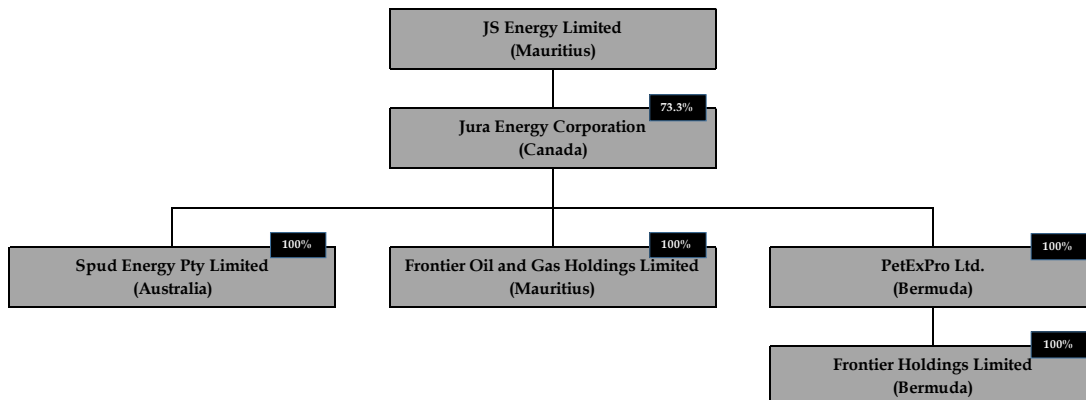 JS Energy Limited
(Mauritius)
73.3%
Jura Energy Corporation
(Canada)
100%
Spud Energy Pty Limited
(Australia)
100%
Frontier Oil and Gas Holdings Limited
(Mauritius)
100%
PetExPro Ltd.
(Bermuda)
100%
Frontier Holdings Limited
(Bermuda)